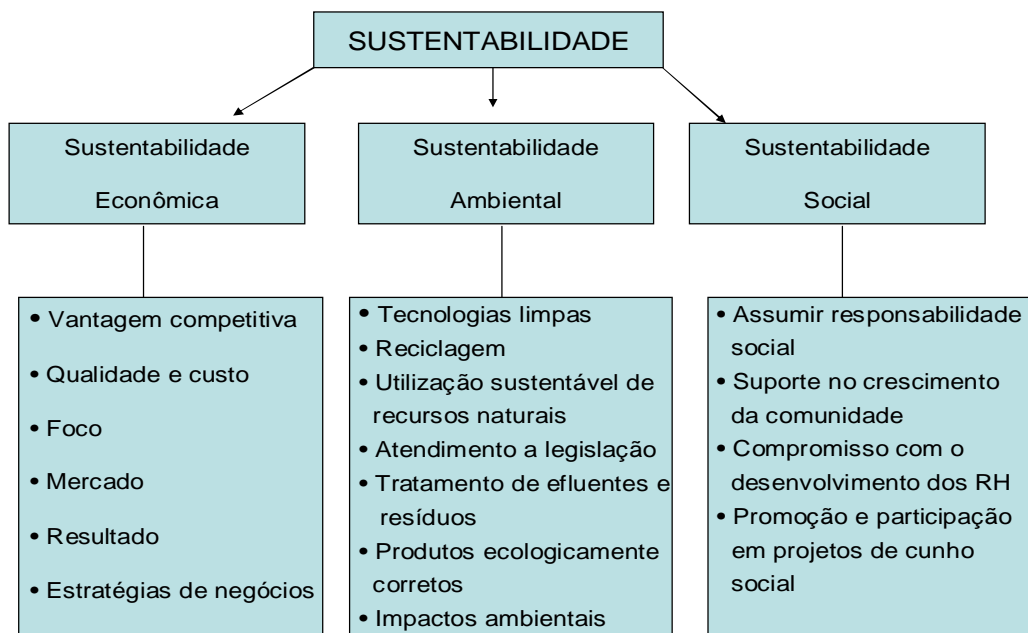 SUSTENTABILIDADE
Sustentabilidade
Econômica
Sustentabilidade
Ambiental
Sustentabilidade
Social
• Vantagem competitiva
• Qualidade e custo
• Foco
• Mercado
• Resultado
• Estratégias de negócios
• Tecnologias limpas
• Reciclagem
• Utilização sustentável de
recursos naturais
• Atendimento a legislação
• Tratamento de efluentes e
resíduos
• Produtos ecologicamente
corretos
• Impactos ambientais
• Assumir responsabilidade
social
• Suporte no crescimento
da comunidade
• Compromisso com o
desenvolvimento dos RH
• Promoção e participação
em projetos de cunho
social